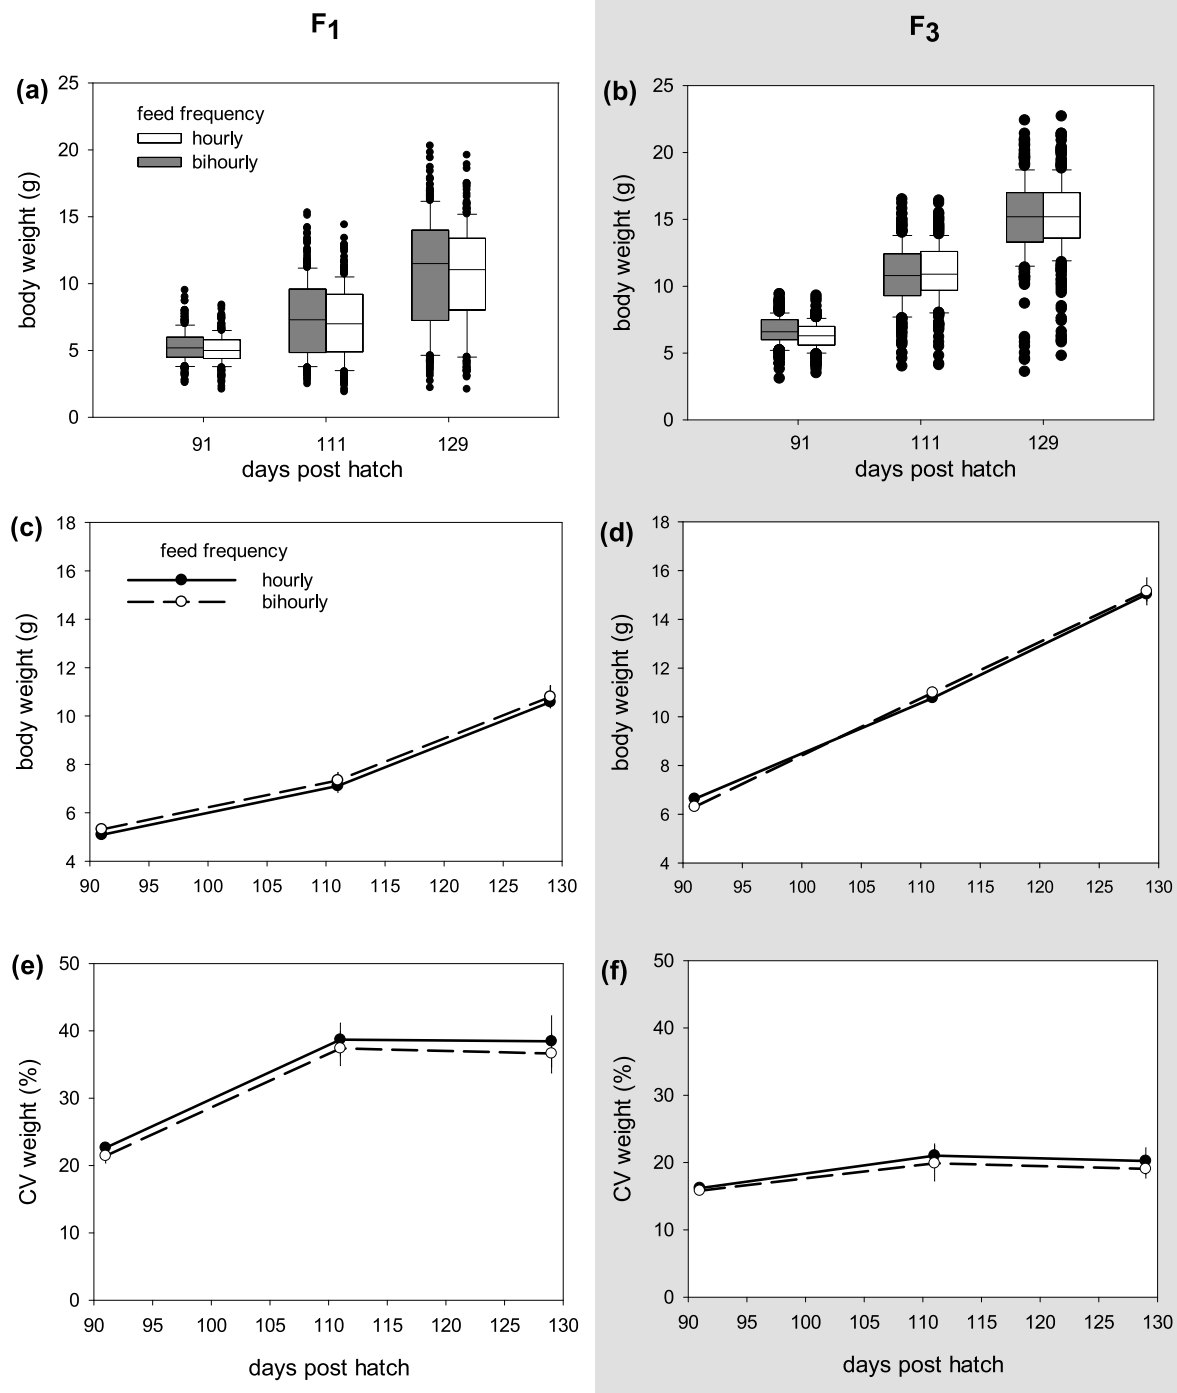 F1
F3
(a)
25
20
15
10
5
0
body weight (g)
feed frequency
hourly
bihourly
91
111
129
days post hatch
(b)
25
20
15
10
5
0
body weight (g)
91
111
129
days post hatch
(c)
18
16
14
12
10
8
6
4
body weight (g)
feed frequency
hourly
bihourly
90 95 100 105 110 115 120 125 130
(d)
18
16
14
12
10
8
6
4
body weight (g)
90 95 100 105 110 115 120 125 130
(e)
50
40
30
20
10
0
CV weight (%)
90 95 100 105 110 115 120 125 130
days post hatch
(f)
50
40
30
20
10
0
CV weight (%)
90 95 100 105 110 115 120 125 130
days post hatch